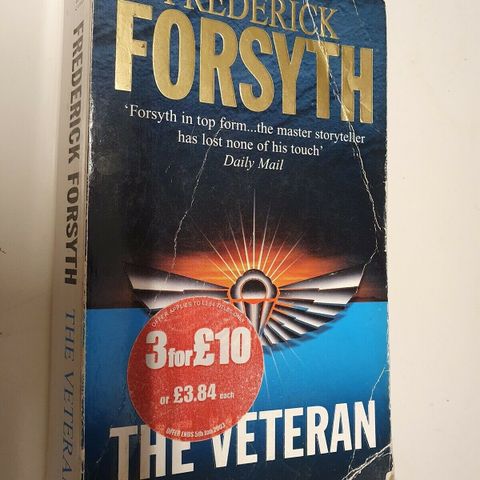 FREDERICK
FORSYTH
'Forsyth in top form...the master storyteller
has lost none of his touch'
Daily Mail
3 for £10
or £3.84 each
THE VETERAN
FREDERICK FORSYTH THE VETERAN